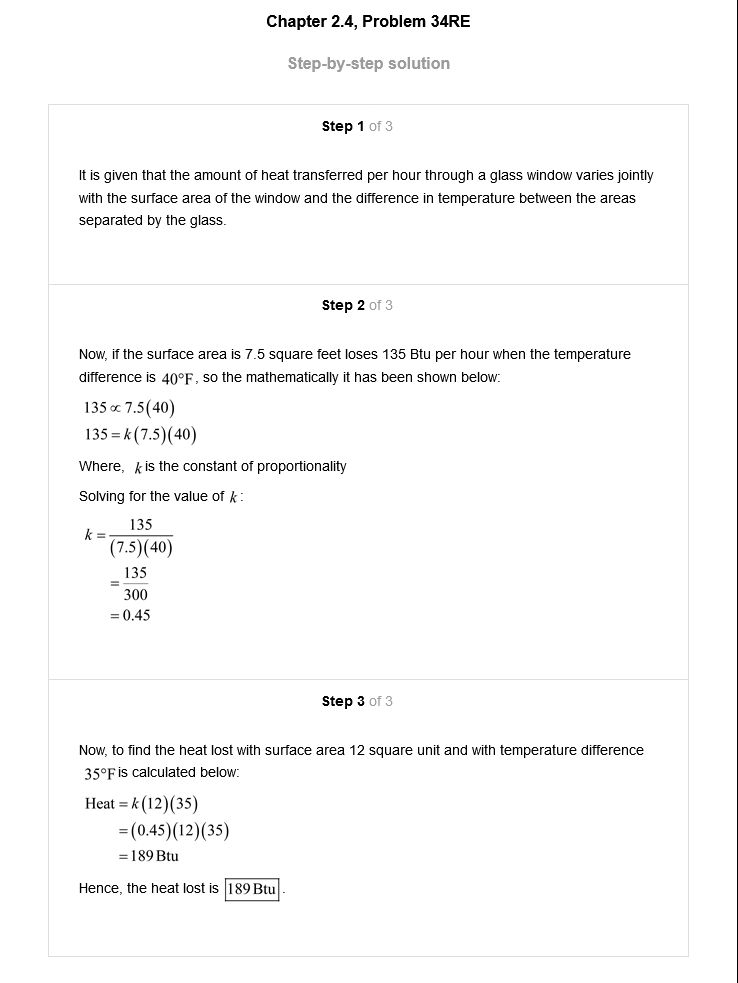 Chapter 2.4, Problem 34RE
Step-by-step solution
Step 1 of 3
It is given that the amount of heat transferred per hour through a glass window varies jointly
with the surface area of the window and the difference in temperature between the areas
separated by the glass.
Step 2 of 3
Now, if the surface area is 7.5 square feet loses 135 Btu per hour when the temperature
difference is 40°F, so the mathematically it has been shown below:
135 ∝ 7.5(40)
135 = k(7.5)(40)
Where, k is the constant of proportionality
Solving for the value of k:
k = 135/(7.5)(40)
= 135/300
= 0.45
Step 3 of 3
Now, to find the heat lost with surface area 12 square unit and with temperature difference
35°F is calculated below:
Heat = k(12)(35)
= (0.45)(12)(35)
= 189 Btu
Hence, the heat lost is 189 Btu.